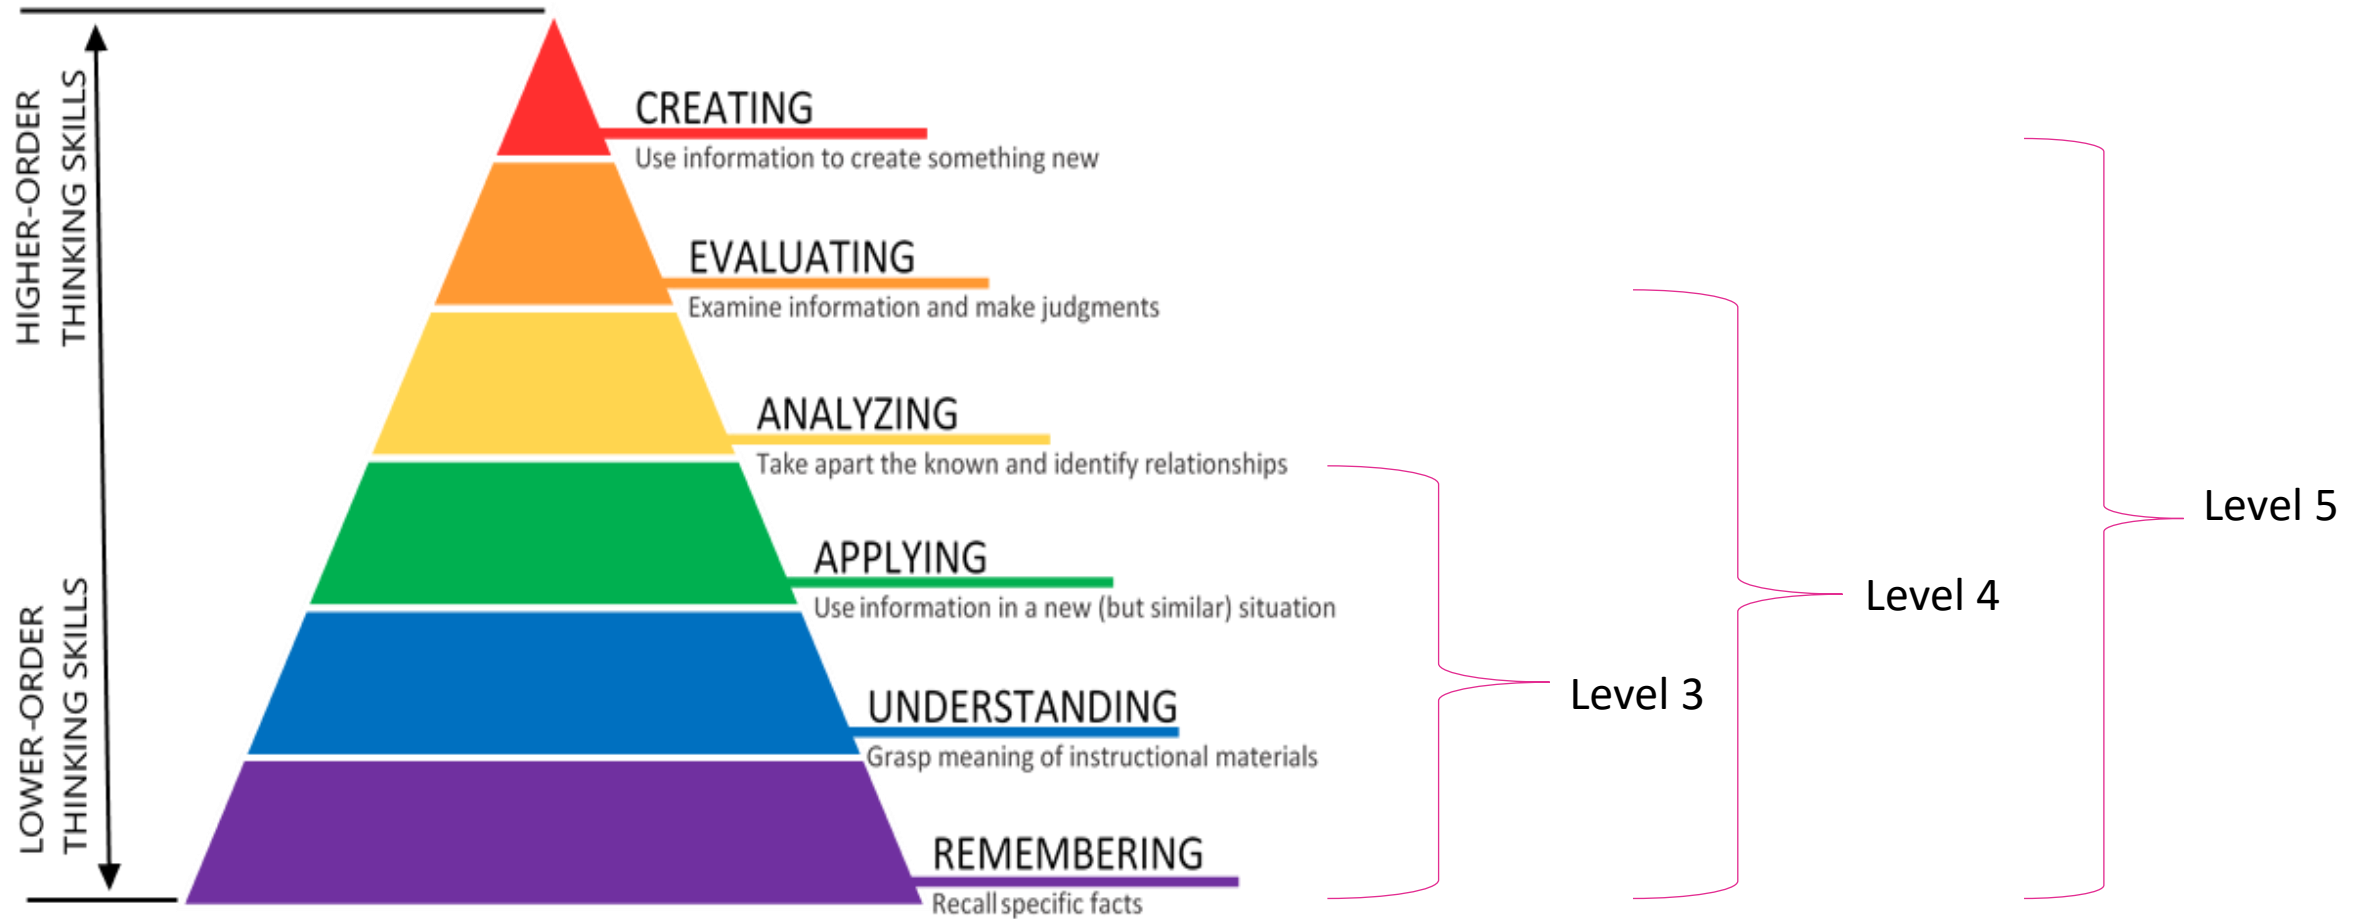 HIGHER-ORDER
THINKING SKILLS
LOWER-ORDER
THINKING SKILLS
CREATING
Use information to create something new
EVALUATING
Examine information and make judgments
ANALYZING
Take apart the known and identify relationships
APPLYING
Use information in a new (but similar) situation
UNDERSTANDING
Grasp meaning of instructional materials
REMEMBERING
Recall specific facts
Level 3
Level 4
Level 5